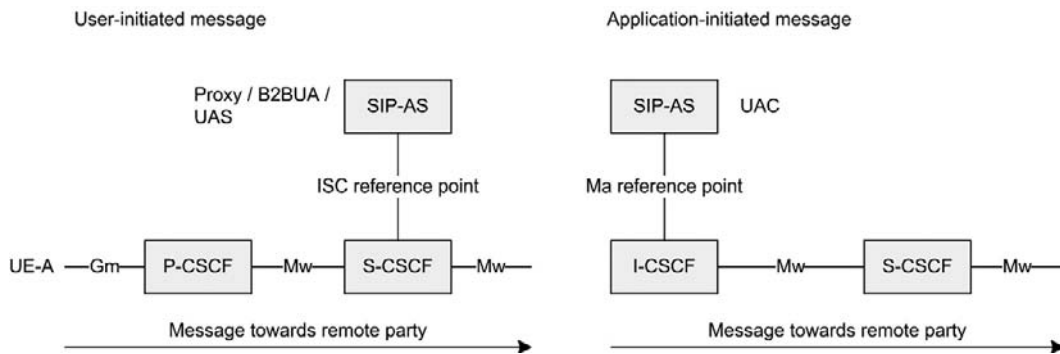 User-initiated message
Application-initiated message
Proxy / B2BUA /
UAS
SIP-AS
SIP-AS
UAC
ISC reference point
Ma reference point
UE-A
Gm
P-CSCF
Mw
S-CSCF
Mw
I-CSCF
Mw
S-CSCF
Mw
Message towards remote party
Message towards remote party